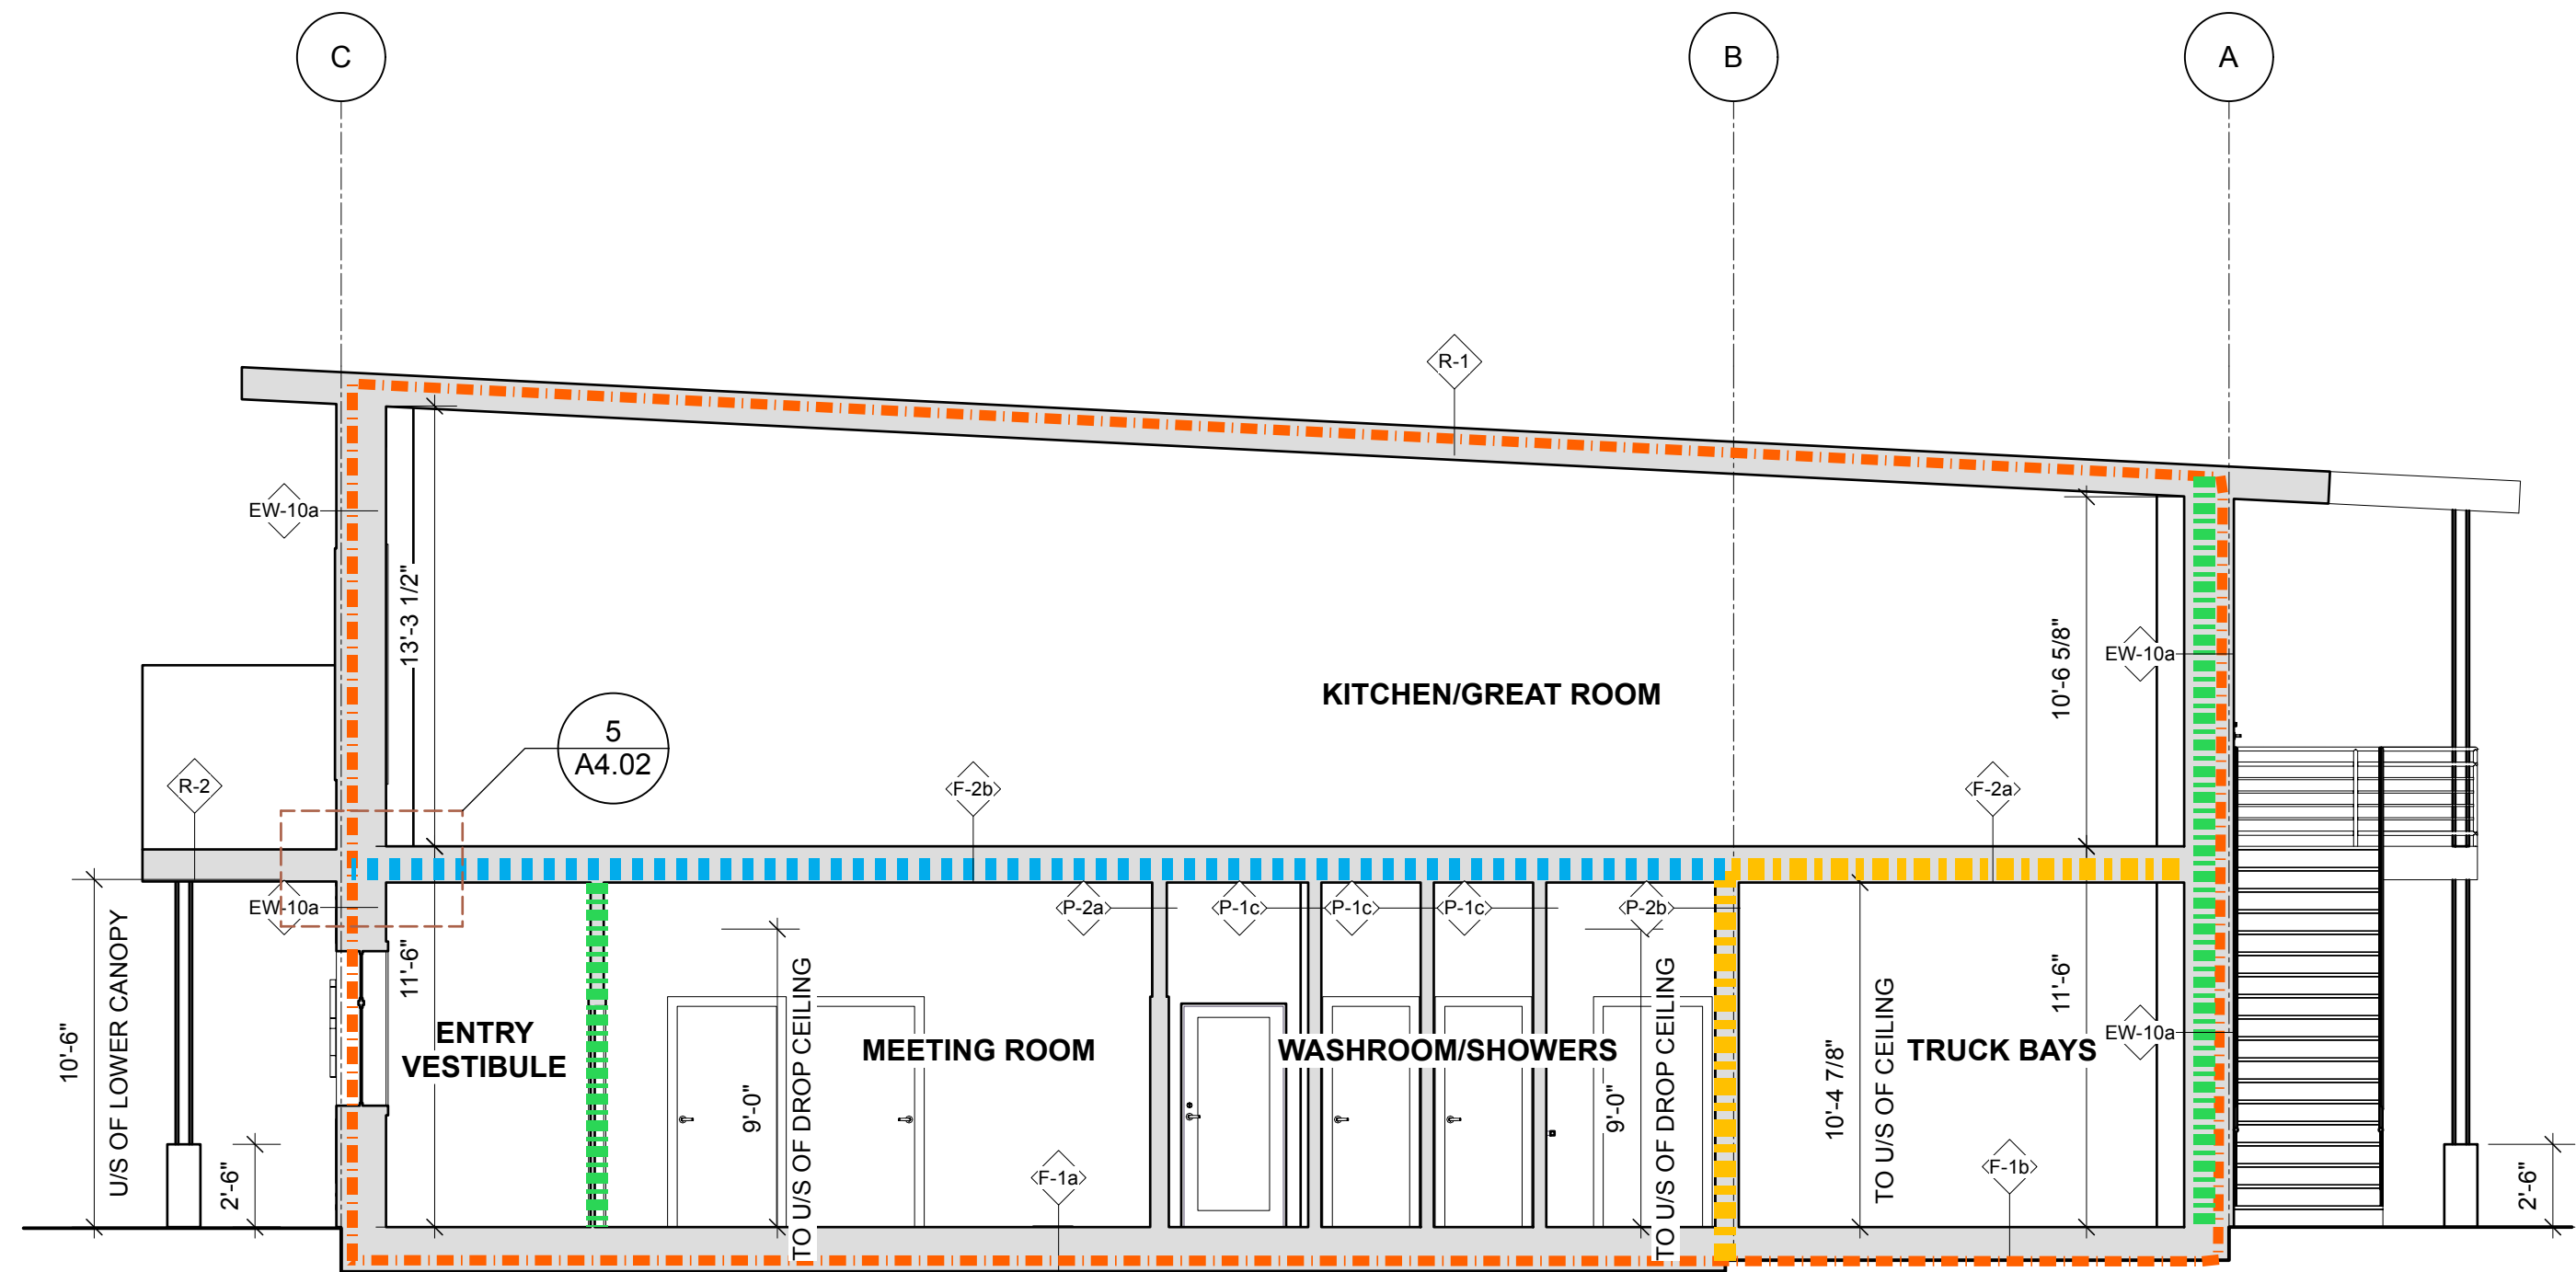 C
B
A
R-1
EW-10a
13'-3 1/2"
10'-6 5/8"
EW-10a
KITCHEN/GREAT ROOM
5
A4.02
R-2
F-2b
F-2a
EW-10a
P-2a
P-1c
P-1c
P-1c
P-2b
10'-6"
U/S OF LOWER CANOPY
2'-6"
11'-6"
ENTRY
VESTIBULE
9'-0"
TO U/S OF DROP CEILING
MEETING ROOM
WASHROOM/SHOWERS
9'-0"
TO U/S OF DROP CEILING
10'-4 7/8"
TO U/S OF CEILING
TRUCK BAYS
11'-6"
EW-10a
F-1a
F-1b
2'-6"